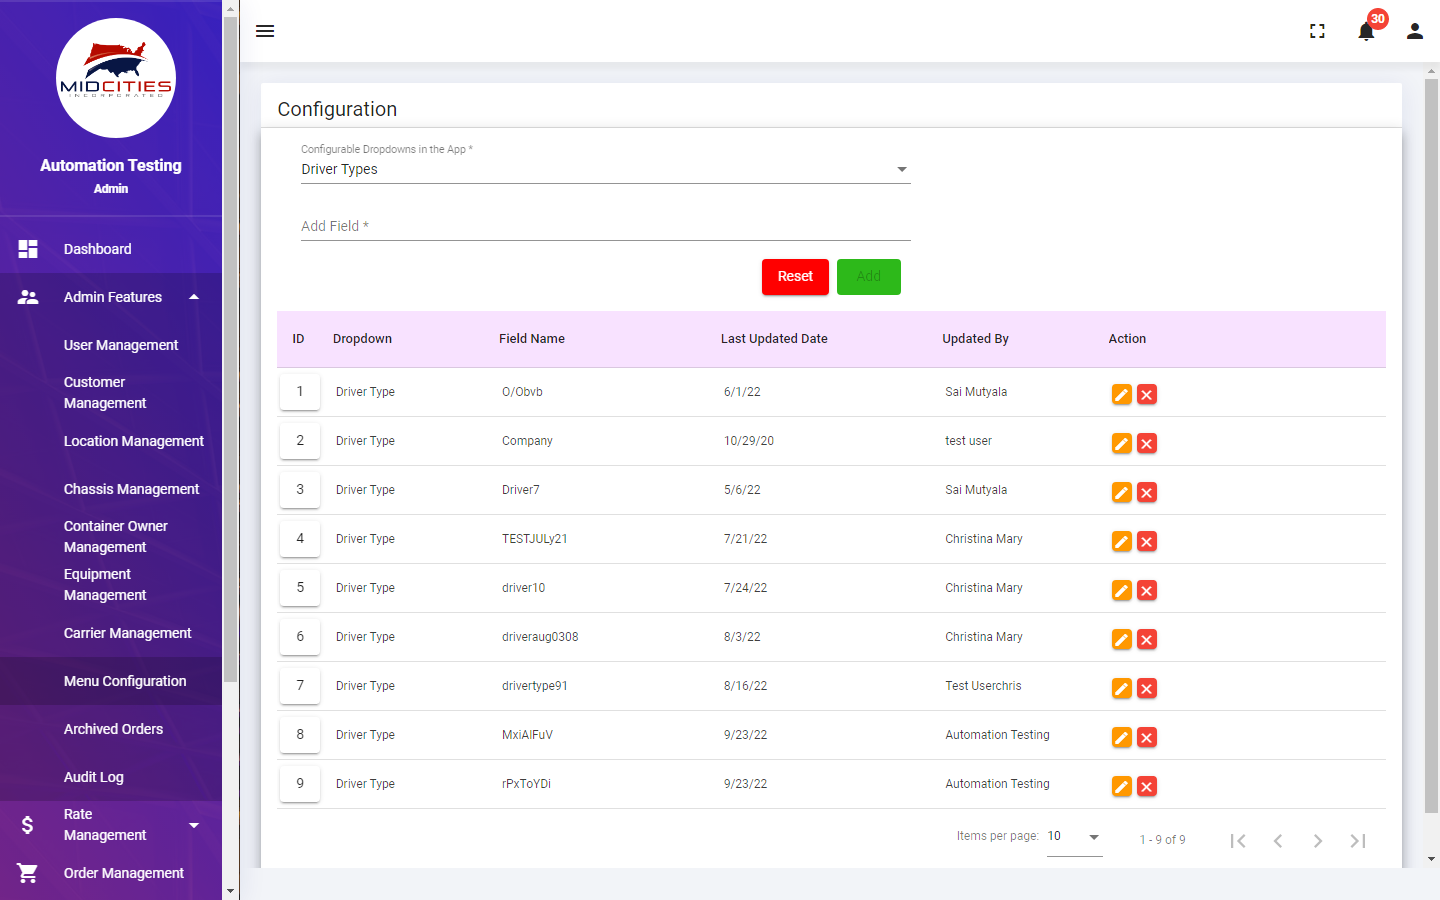 MIDCITIES
INCORPORATED
Automation Testing
Admin
Dashboard
Admin Features
User Management
Customer
Management
Location Management
Chassis Management
Container Owner
Management
Equipment
Management
Carrier Management
Menu Configuration
Archived Orders
Audit Log
Rate
Management
Order Management
30
Configuration
Configurable Dropdowns in the App *
Driver Types
Add Field *
Reset Add
ID Dropdown Field Name Last Updated Date Updated By Action
1 Driver Type O/Obvb 6/1/22 Sai Mutyala
2 Driver Type Company 10/29/20 test user
3 Driver Type Driver7 5/6/22 Sai Mutyala
4 Driver Type TESTJULy21 7/21/22 Christina Mary
5 Driver Type driver10 7/24/22 Christina Mary
6 Driver Type driveraug0308 8/3/22 Christina Mary
7 Driver Type drivertype91 8/16/22 Test Userchris
8 Driver Type MxiAIFuV 9/23/22 Automation Testing
9 Driver Type rPxToYDi 9/23/22 Automation Testing
Items per page: 10 1 - 9 of 9